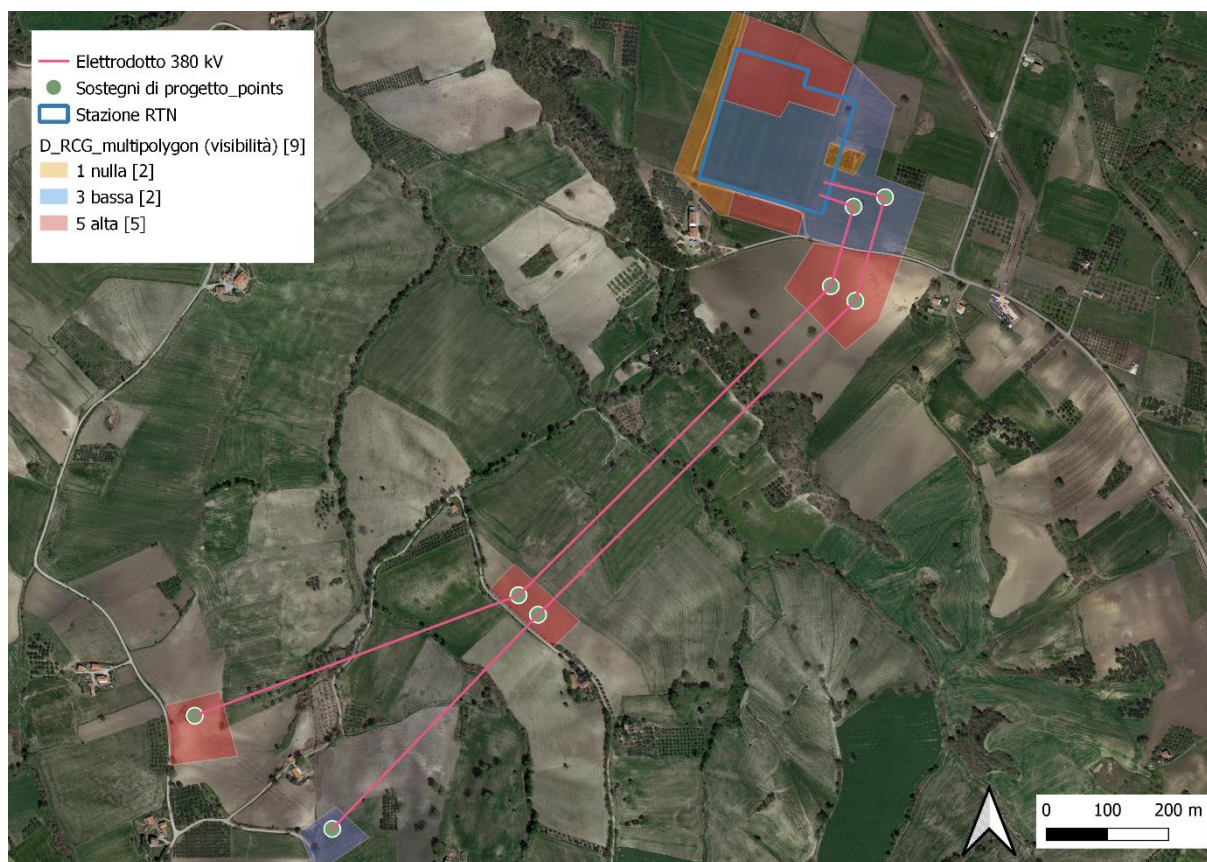 Elettrodotto 380 kV
Sostegni di progetto_points
Stazione RTN
D_RCG_multipolygon (visibilità) [9]
1 nulla [2]
3 bassa [2]
5 alta [5]
0 100 200 m